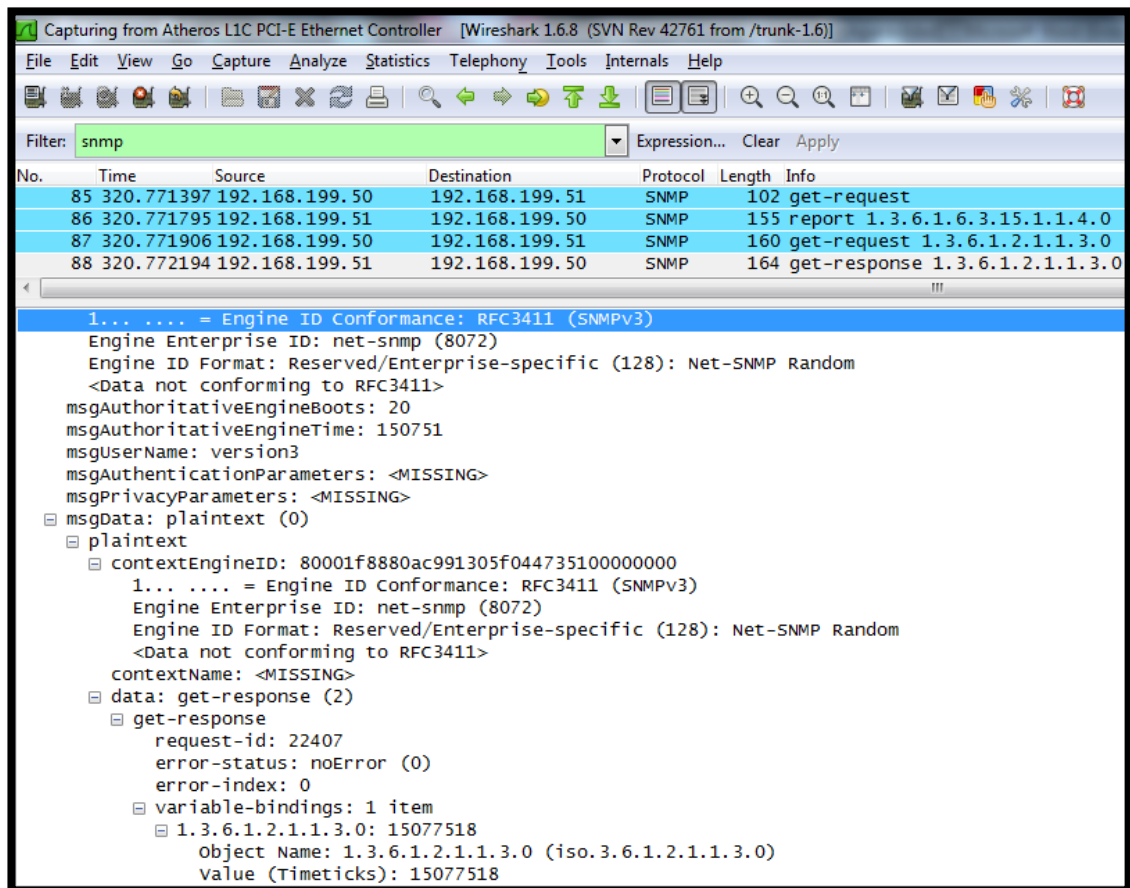 Capturing from Atheros L1C PCI-E Ethernet Controller [Wireshark 1.6.8 (SVN Rev 42761 from /trunk-1.6)]
File Edit View Go Capture Analyze Statistics Telephony Tools Internals Help
Filter: snmp Expression... Clear Apply
No. Time Source Destination Protocol Length Info
85 320.771397 192.168.199.50 192.168.199.51 SNMP 102 get-request
86 320.771795 192.168.199.51 192.168.199.50 SNMP 155 report 1.3.6.1.6.3.15.1.1.4.0
87 320.771906 192.168.199.50 192.168.199.51 SNMP 160 get-request 1.3.6.1.2.1.1.3.0
88 320.772194 192.168.199.51 192.168.199.50 SNMP 164 get-response 1.3.6.1.2.1.1.3.0
1... .... = Engine ID Conformance: RFC3411 (SNMPv3)
Engine Enterprise ID: net-snmp (8072)
Engine ID Format: Reserved/Enterprise-specific (128): Net-SNMP Random
<Data not conforming to RFC3411>
msgAuthoritativeEngineBoots: 20
msgAuthoritativeEngineTime: 150751
msgUserName: version3
msgAuthenticationParameters: <MISSING>
msgPrivacyParameters: <MISSING>
msgData: plaintext (0)
plaintext
contextEngineID: 80001f8880ac991305f044735100000000
1... .... = Engine ID Conformance: RFC3411 (SNMPv3)
Engine Enterprise ID: net-snmp (8072)
Engine ID Format: Reserved/Enterprise-specific (128): Net-SNMP Random
<Data not conforming to RFC3411>
contextName: <MISSING>
data: get-response (2)
get-response
request-id: 22407
error-status: noError (0)
error-index: 0
variable-bindings: 1 item
1.3.6.1.2.1.1.3.0: 15077518
Object Name: 1.3.6.1.2.1.1.3.0 (iso.3.6.1.2.1.1.3.0)
Value (Timeticks): 15077518